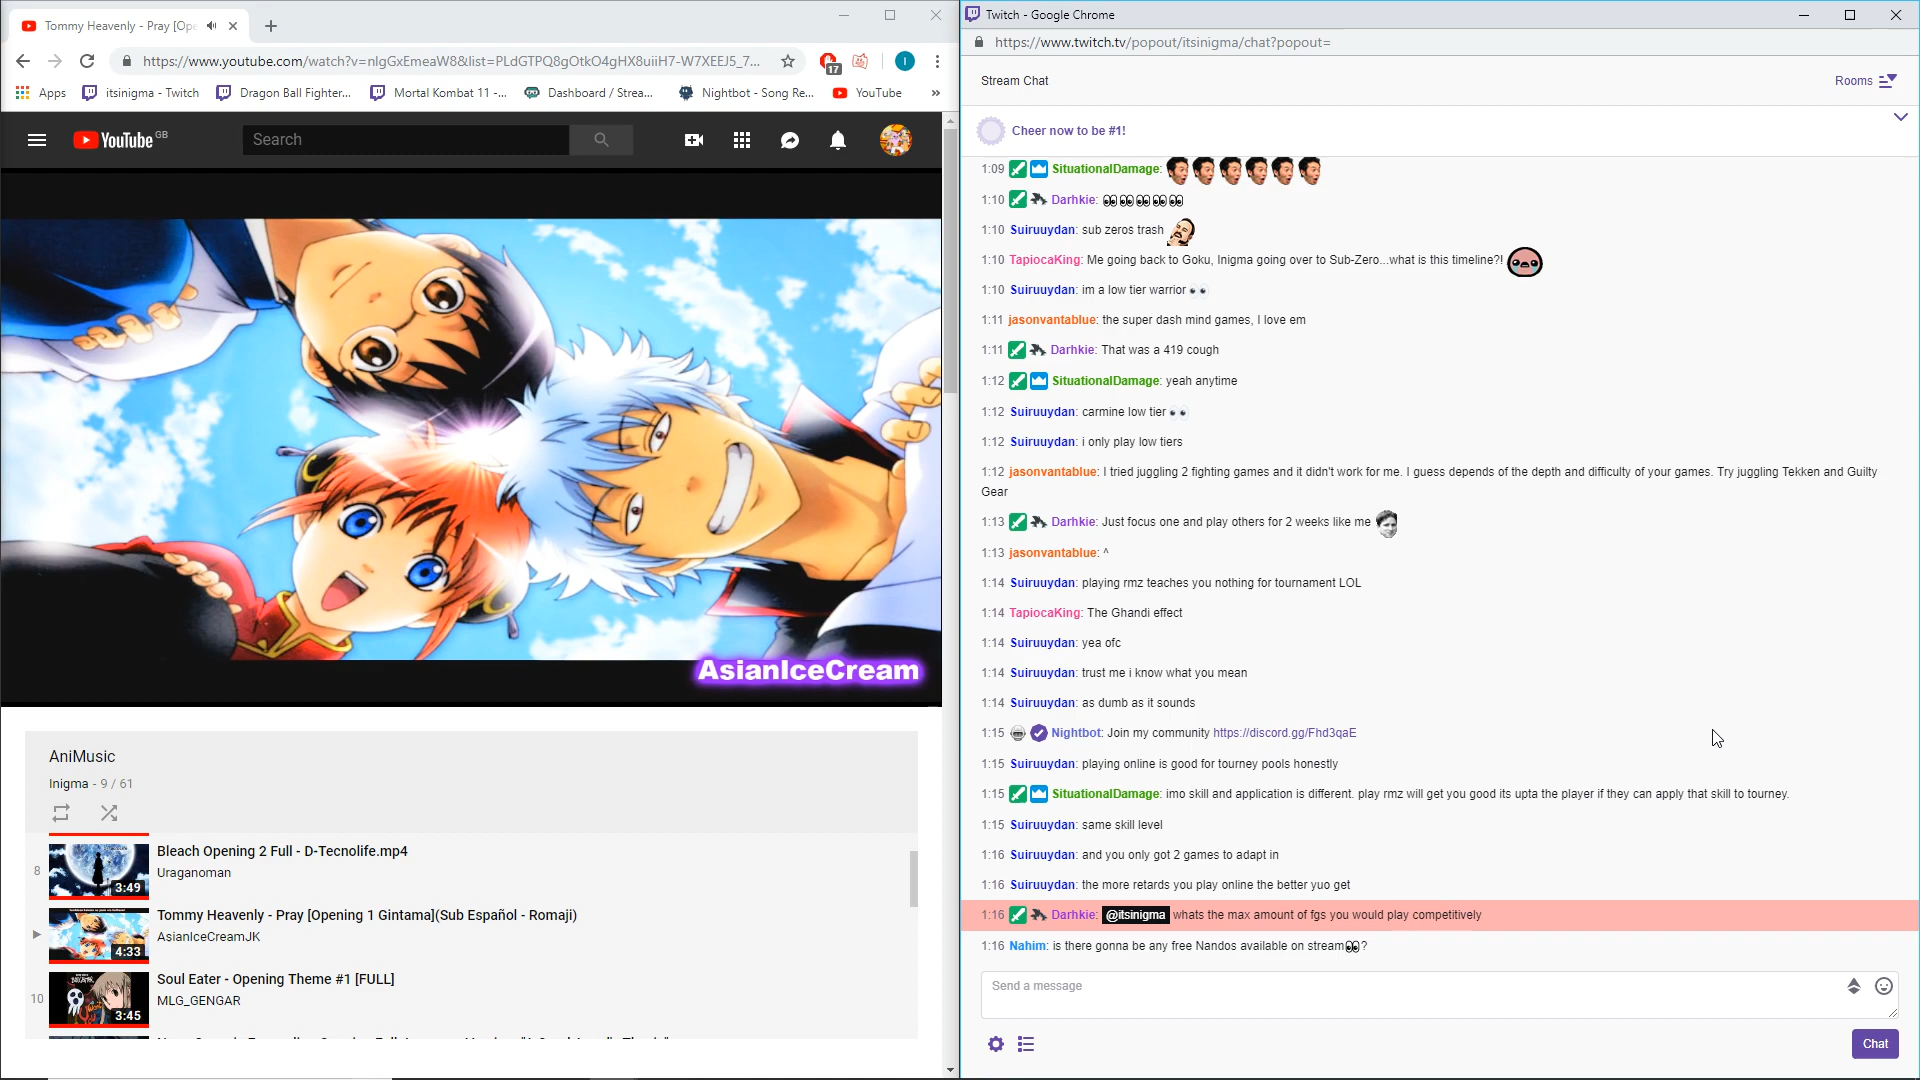 Tommy Heavenly - Pray [Ope
https://www.youtube.com/watch?v=nIgGxEmeaW8&list=PLdGTPQ8gOtkO4gHX8uiiH7-W7XEEJ5_7...
17
I
Apps
itsinigma - Twitch
Dragon Ball Fighter...
Mortal Kombat 11 -...
Dashboard / Strea...
Nightbot - Song Re...
YouTube
»
YouTube GB
Search
AsianIceCream
AniMusic
Inigma - 9 / 61
8
3:49
Bleach Opening 2 Full - D-Tecnolife.mp4
Uraganoman
4:33
Tommy Heavenly - Pray [Opening 1 Gintama](Sub Español - Romaji)
AsianIceCreamJK
10
3:45
Soul Eater - Opening Theme #1 [FULL]
MLG_GENGAR
Twitch - Google Chrome
https://www.twitch.tv/popout/itsinigma/chat?popout=
Stream Chat
Rooms
Cheer now to be #1!
1:09 SituationalDamage:
1:10 Darhkie:
1:10 Suiruuydan: sub zeros trash
1:10 TapiocaKing: Me going back to Goku, Inigma going over to Sub-Zero...what is this timeline?!
1:10 Suiruuydan: im a low tier warrior
1:11 jasonvantablue: the super dash mind games, I love em
1:11 Darhkie: That was a 419 cough
1:12 SituationalDamage: yeah anytime
1:12 Suiruuydan: carmine low tier
1:12 Suiruuydan: i only play low tiers
1:12 jasonvantablue: I tried juggling 2 fighting games and it didn't work for me. I guess depends of the depth and difficulty of your games. Try juggling Tekken and Guilty
Gear
1:13 Darhkie: Just focus one and play others for 2 weeks like me
1:13 jasonvantablue: ^
1:14 Suiruuydan: playing rmz teaches you nothing for tournament LOL
1:14 TapiocaKing: The Ghandi effect
1:14 Suiruuydan: yea ofc
1:14 Suiruuydan: trust me i know what you mean
1:14 Suiruuydan: as dumb as it sounds
1:15 Nightbot: Join my community https://discord.gg/Fhd3qaE
1:15 Suiruuydan: playing online is good for tourney pools honestly
1:15 SituationalDamage: imo skill and application is different. play rmz will get you good its upta the player if they can apply that skill to tourney.
1:15 Suiruuydan: same skill level
1:16 Suiruuydan: and you only got 2 games to adapt in
1:16 Suiruuydan: the more retards you play online the better yuo get
1:16 Darhkie: @itsinigma whats the max amount of fgs you would play competitively
1:16 Nahim: is there gonna be any free Nandos available on stream ?
Send a message
Chat